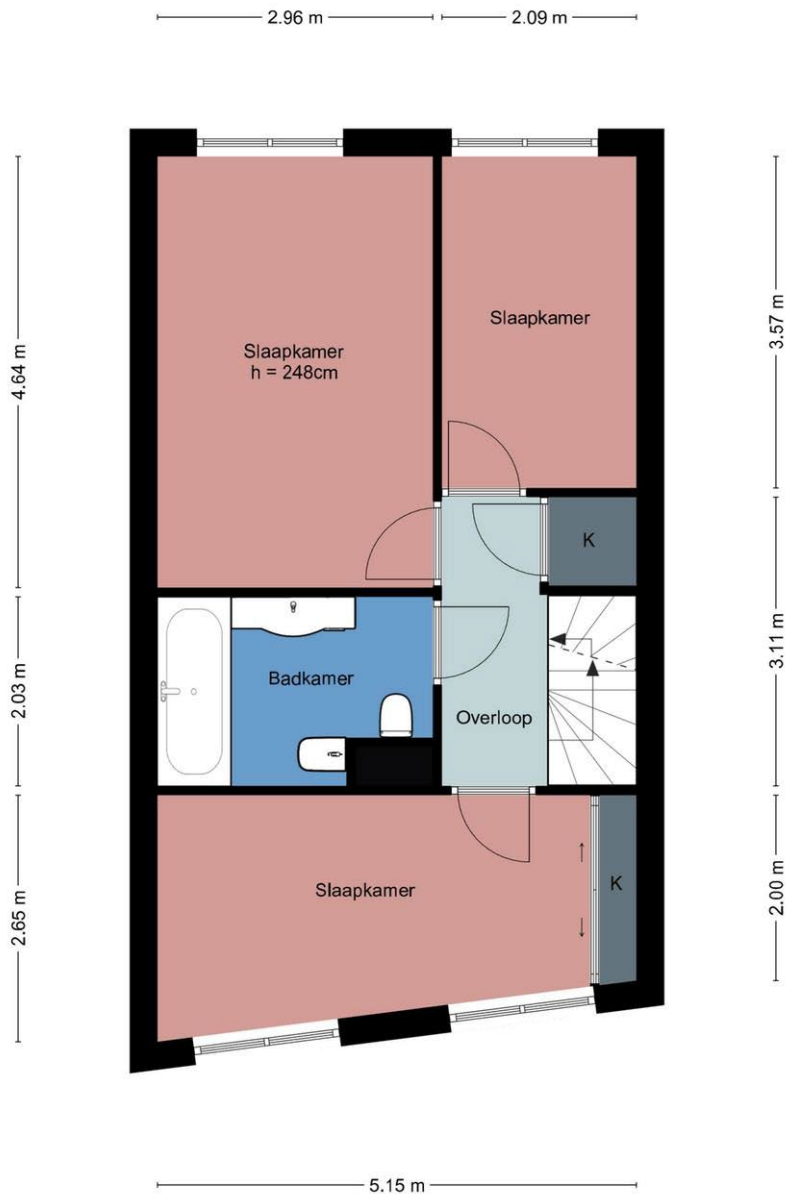 2.96 m
2.09 m
4.64 m
3.57 m
Slaapkamer
Slaapkamer
h = 248cm
K
3.11 m
2.03 m
Badkamer
Overloop
2.65 m
Slaapkamer
K
2.00 m
5.15 m